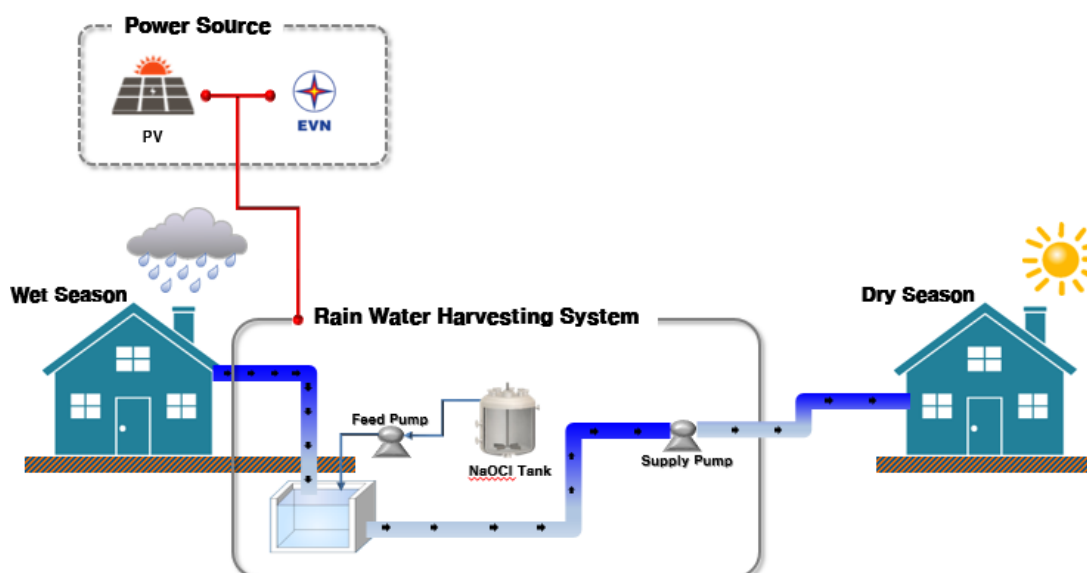 Power Source
PV
EVN
Wet Season
Dry Season
Rain Water Harvesting System
Feed Pump
NaOCl Tank
Supply Pump